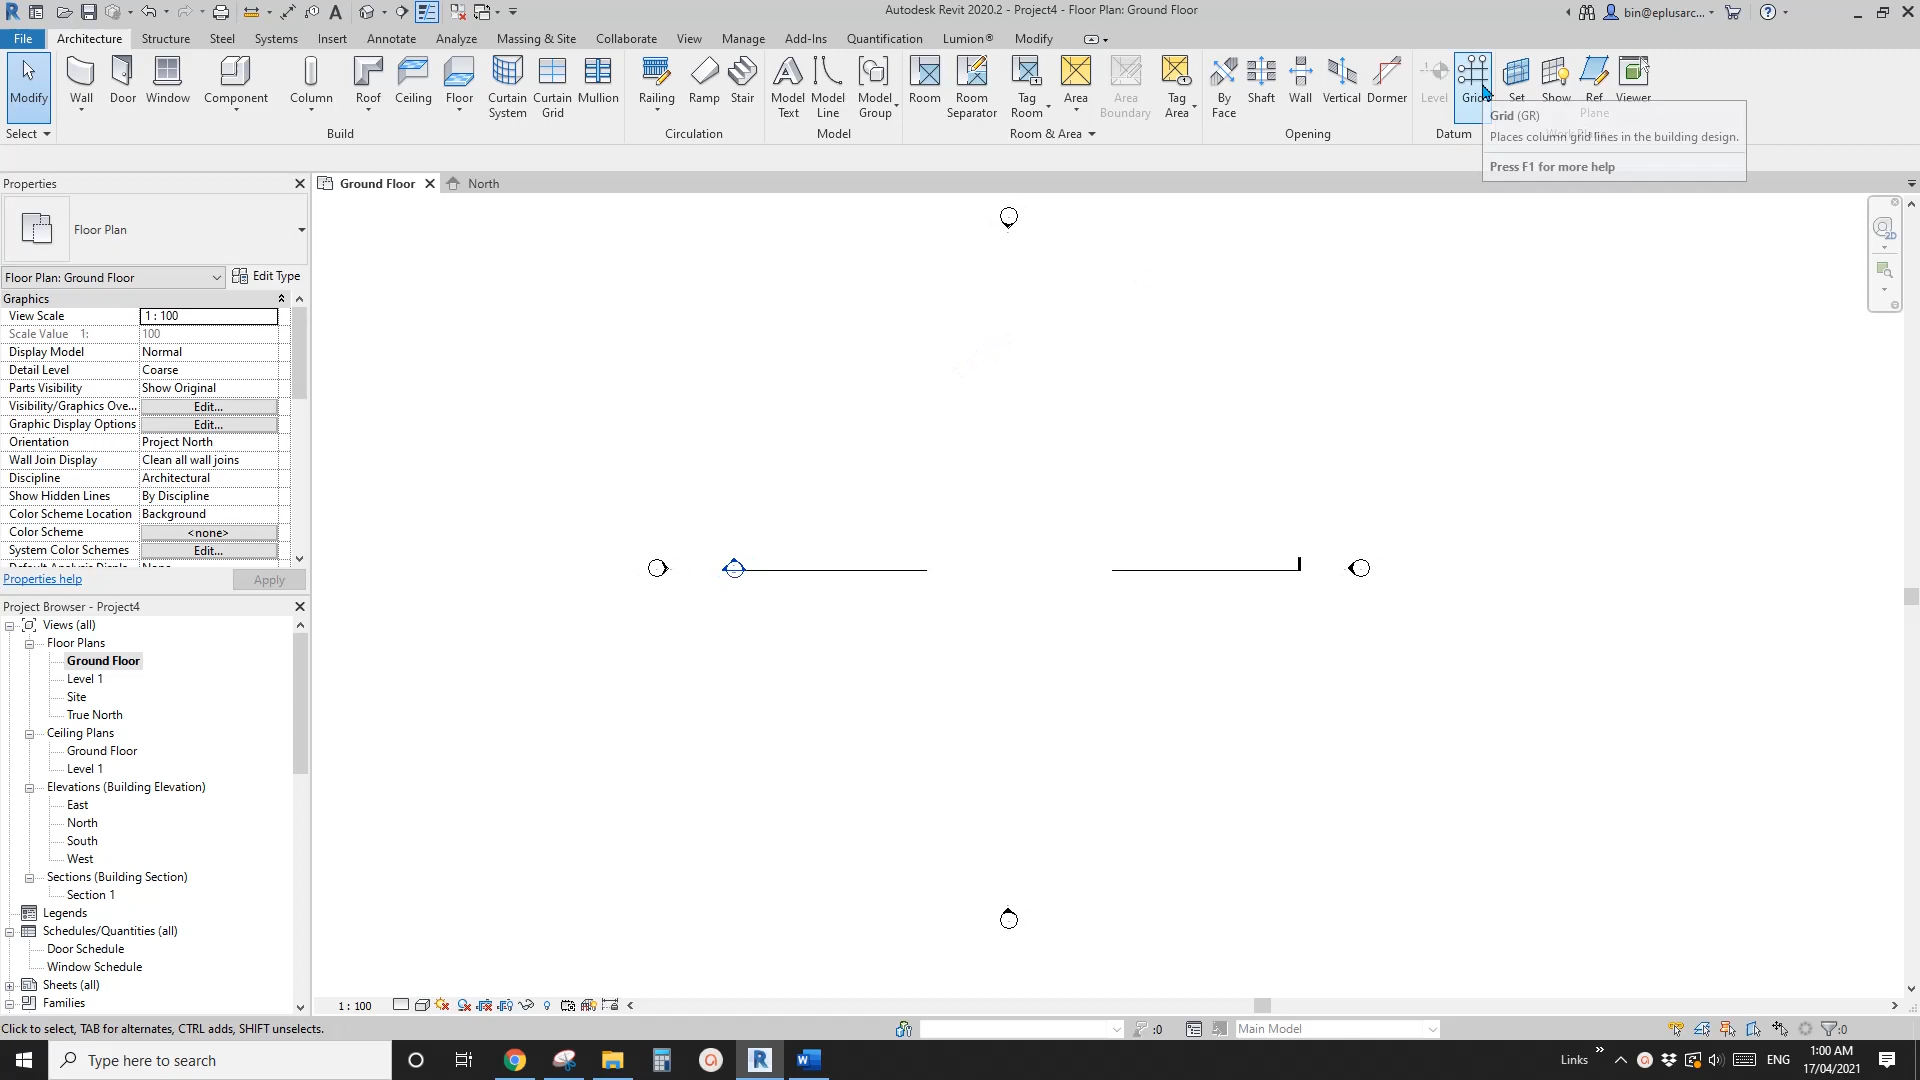 Autodesk Revit 2020.2 - Project4 - Floor Plan: Ground Floor
bin@eplusarc...
File Architecture Structure Steel Systems Insert Annotate Analyze Massing & Site Collaborate View Manage Add-Ins Quantification Lumion® Modify
Modify Wall Door Window Component Column Roof Ceiling Floor Curtain System Curtain Grid Mullion Railing Ramp Stair Model Text Model Line Model Group Room Room Separator Tag Room Area Area Boundary Tag Area By Face Shaft Wall Vertical Dormer Level Grid Set Show Ref Plane Viewer
Select Build Circulation Model Room & Area Opening Datum
Grid (GR)
Places column grid lines in the building design.
Press F1 for more help
Properties
Ground Floor
North
Floor Plan
Floor Plan: Ground Floor
Edit Type
Graphics
View Scale 1 : 100
Scale Value 1: 100
Display Model Normal
Detail Level Coarse
Parts Visibility Show Original
Visibility/Graphics Ove... Edit...
Graphic Display Options Edit...
Orientation Project North
Wall Join Display Clean all wall joins
Discipline Architectural
Show Hidden Lines By Discipline
Color Scheme Location Background
Color Scheme <none>
System Color Schemes Edit...
Properties help
Apply
Project Browser - Project4
Views (all)
Floor Plans
Ground Floor
Level 1
Site
True North
Ceiling Plans
Ground Floor
Level 1
Elevations (Building Elevation)
East
North
South
West
Sections (Building Section)
Section 1
Legends
Schedules/Quantities (all)
Door Schedule
Window Schedule
Sheets (all)
Families
2D
1 : 100
Click to select, TAB for alternates, CTRL adds, SHIFT unselects.
:0
Main Model
:0
Type here to search
Links
ENG
1:00 AM
17/04/2021